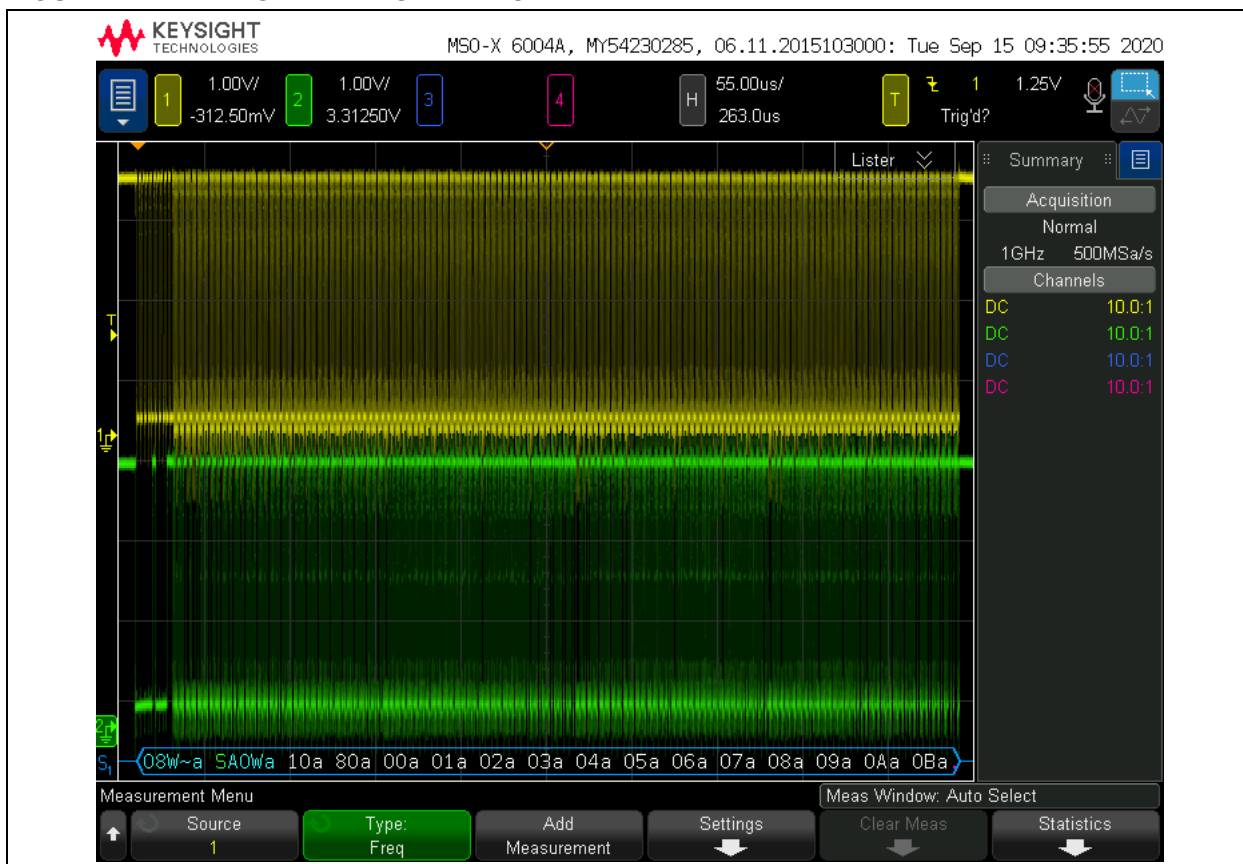 KEYSIGHT
TECHNOLOGIES
MSO-X 6004A, MY54230285, 06.11.2015103000: Tue Sep 15 09:35:55 2020
1 1.00V/ 2 1.00V/ 3 4 H 55.00us/ T 1 1.25V
-312.50mV 3.31250V 263.0us Trig'd?
Lister
Summary
Acquisition
Normal
1GHz 500MSa/s
Channels
DC 10.0:1
DC 10.0:1
DC 10.0:1
DC 10.0:1
T
1
2
S1 08W~a SA0Wa 10a 80a 00a 01a 02a 03a 04a 05a 06a 07a 08a 09a 0Aa 0Ba
Measurement Menu
Meas Window: Auto Select
Source
1
Type:
Freq
Add
Measurement
Settings
Clear Meas
Statistics